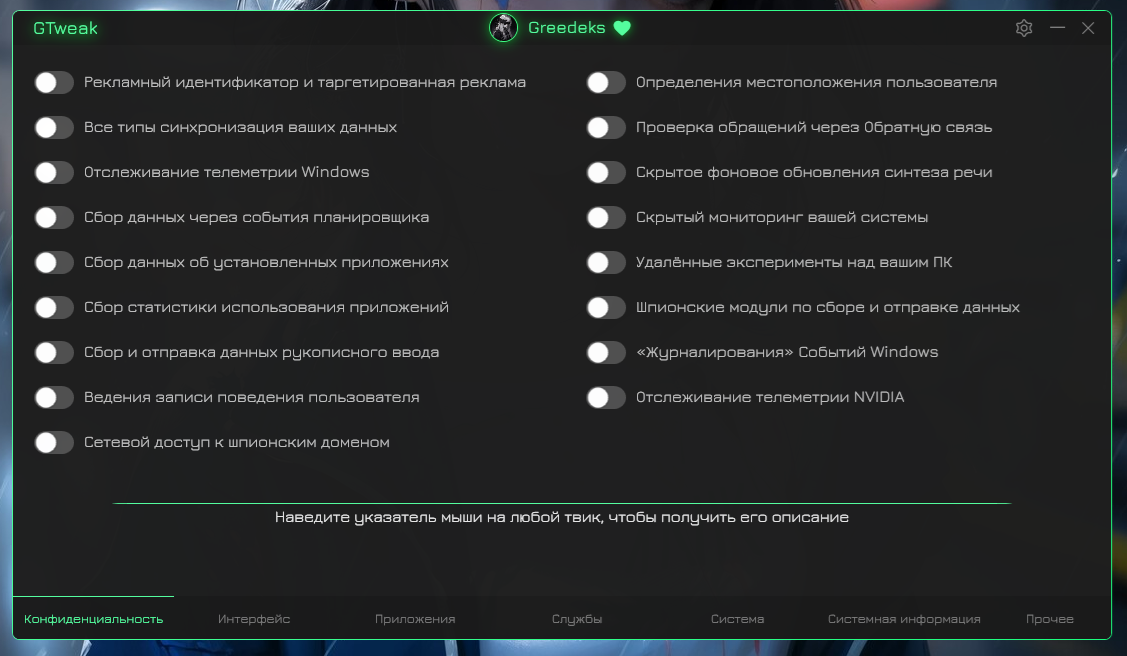 GTweak
Greedeks
Рекламный идентификатор и таргетированная реклама
Все типы синхронизация ваших данных
Отслеживание телеметрии Windows
Сбор данных через события планировщика
Сбор данных об установленных приложениях
Сбор статистики использования приложений
Сбор и отправка данных рукописного ввода
Ведения записи поведения пользователя
Сетевой доступ к шпионским доменом
Определения местоположения пользователя
Проверка обращений через Обратную связь
Скрытое фоновое обновления синтеза речи
Скрытый мониторинг вашей системы
Удалённые эксперименты над вашим ПК
Шпионские модули по сборе и отправке данных
«Журналирования» Событий Windows
Отслеживание телеметрии NVIDIA
Наведите указатель мыши на любой твик, чтобы получить его описание
Конфиденциальность
Интерфейс
Приложения
Службы
Система
Системная информация
Прочее